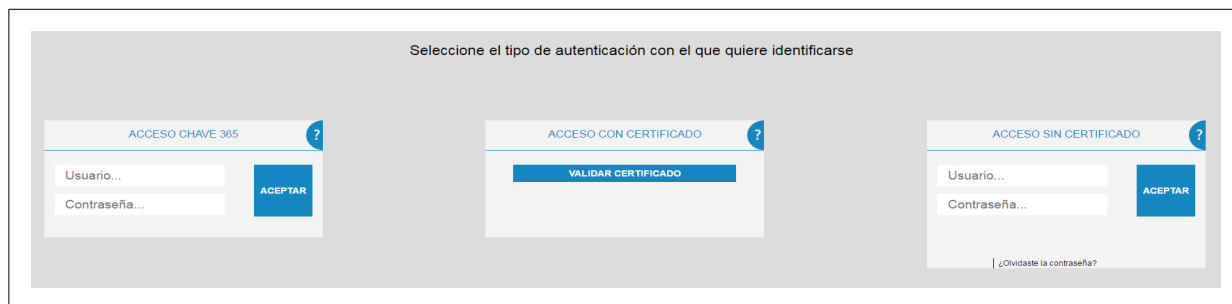 Seleccione el tipo de autenticación con el que quiere identificarse
ACCESO CHAVE 365
?
Usuario...
Contraseña...
ACEPTAR
ACCESO CON CERTIFICADO
?
VALIDAR CERTIFICADO
ACCESO SIN CERTIFICADO
?
Usuario...
Contraseña...
ACEPTAR
¿Olvidaste la contraseña?